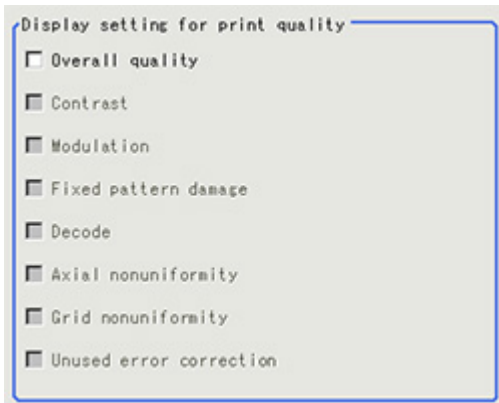 Display setting for print quality
Overall quality
Contrast
Modulation
Fixed pattern damage
Decode
Axial nonuniformity
Grid nonuniformity
Unused error correction